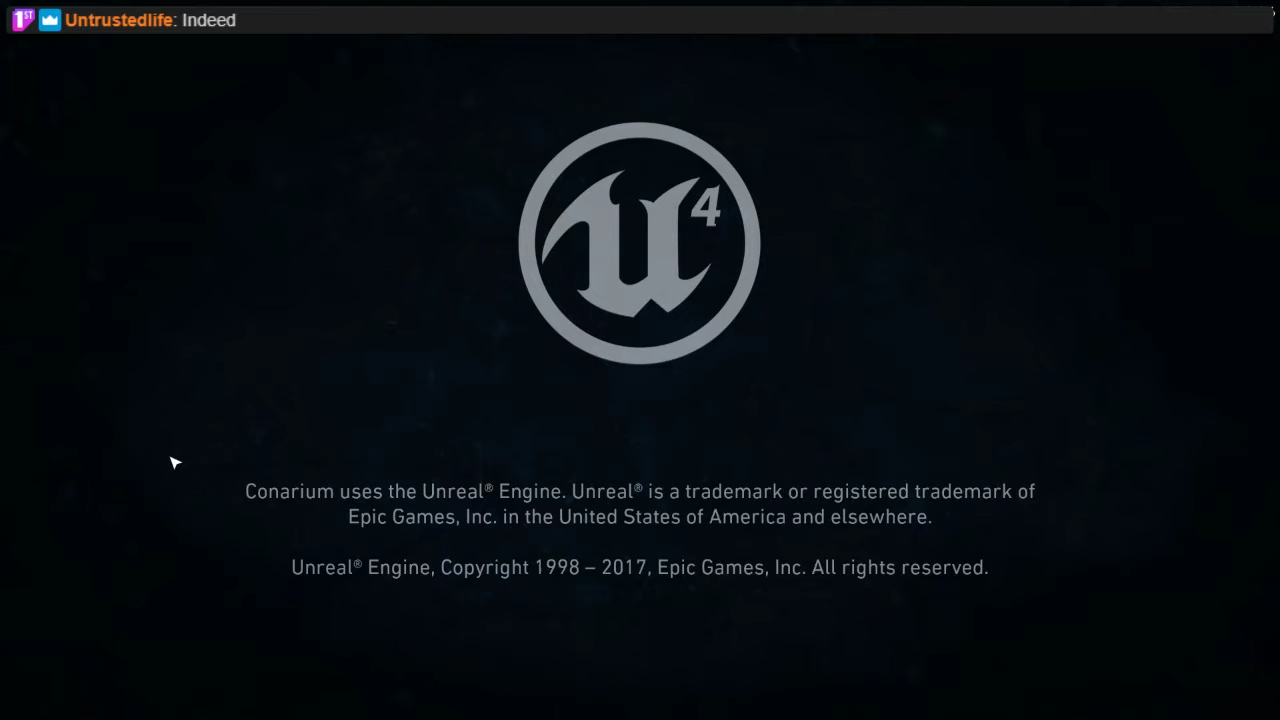 1ST Untrustedlife: Indeed
U4
Conarium uses the Unreal® Engine. Unreal® is a trademark or registered trademark of
Epic Games, Inc. in the United States of America and elsewhere.
Unreal® Engine, Copyright 1998 – 2017, Epic Games, Inc. All rights reserved.